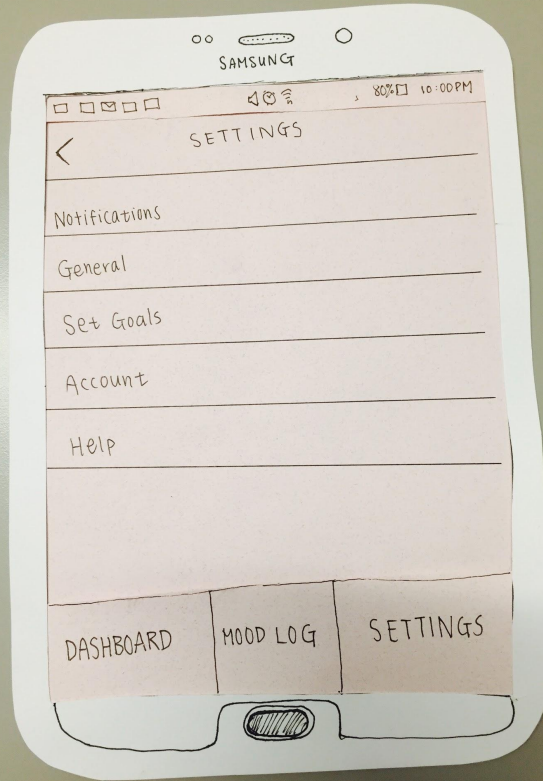 SAMSUNG
80% 10:00PM
SETTINGS
Notifications
General
Set Goals
Account
Help
DASHBOARD MOOD LOG SETTINGS